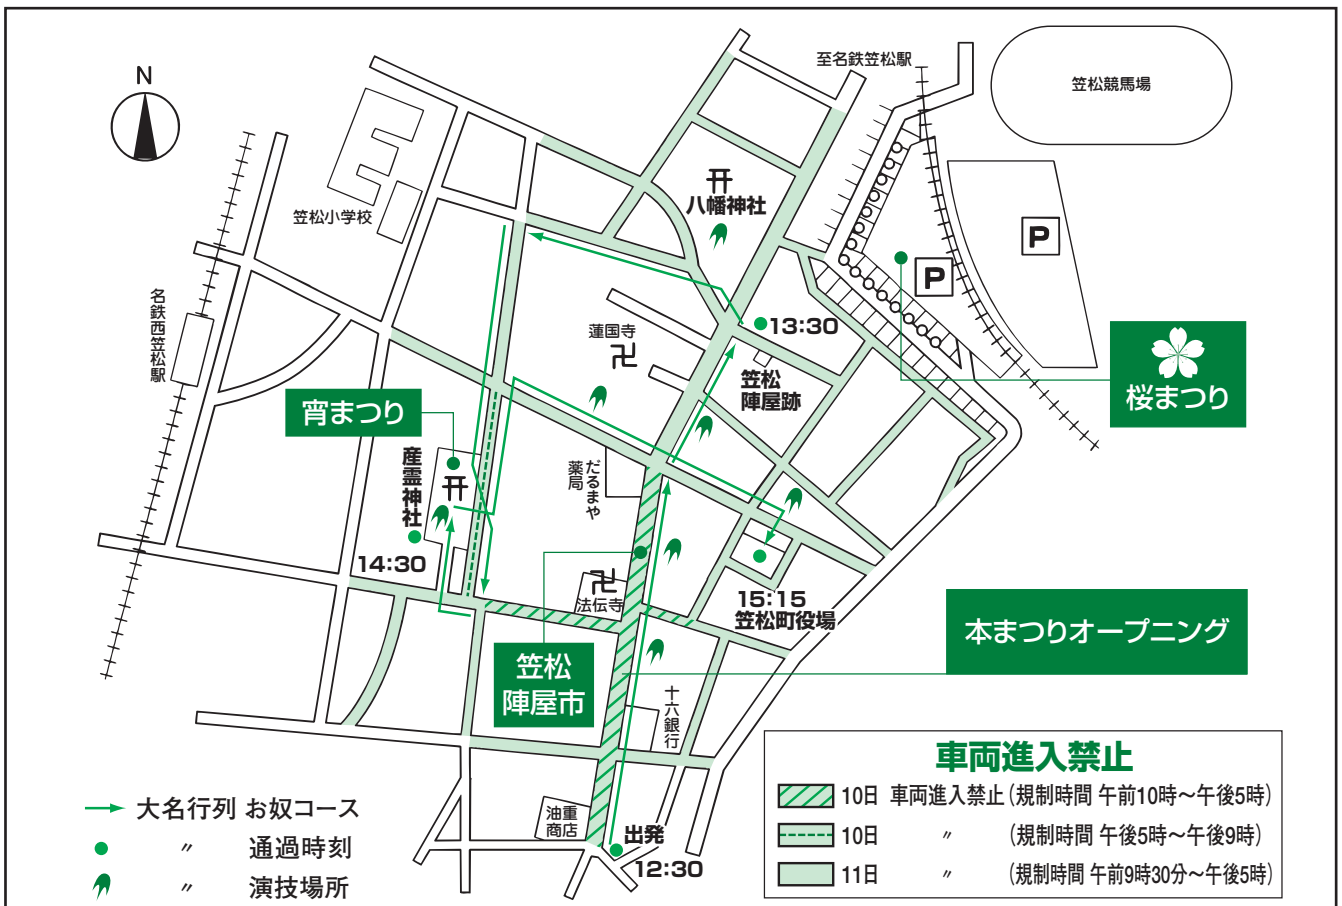 N
至名鉄笠松駅
笠松競馬場
笠松小学校
八幡神社
P
P
名鉄西笠松駅
蓮国寺
13:30
笠松
陣屋跡
桜まつり
宵まつり
産霊神社
14:30
だるまや
薬局
法伝寺
15:15
笠松町役場
本まつりオープニング
笠松
陣屋市
十六銀行
油重
商店
出発
12:30
大名行列 お奴コース
〃 通過時刻
〃 演技場所
車両進入禁止
10日 車両進入禁止(規制時間 午前10時〜午後5時)
10日 〃 (規制時間 午後5時〜午後9時)
11日 〃 (規制時間 午前9時30分〜午後5時)